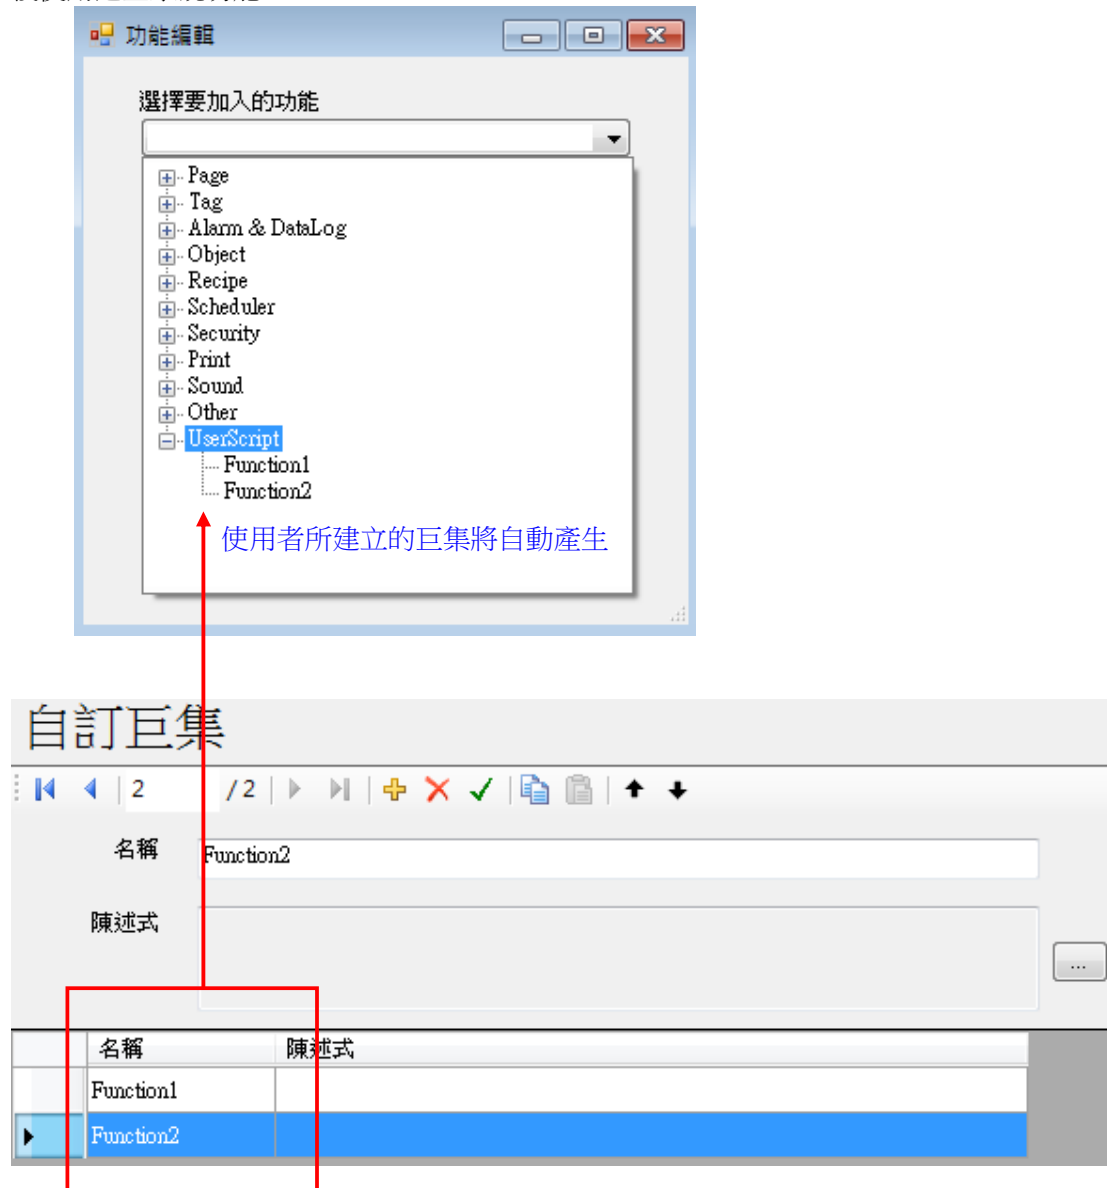 功能編輯
選擇要加入的功能
Page
Tag
Alarm & DataLog
Object
Recipe
Scheduler
Security
Print
Sound
Other
UserScript
Function1
Function2
使用者所建立的巨集將自動產生
自訂巨集
2 / 2
名稱 Function2
陳述式
...
名稱 陳述式
Function1
Function2